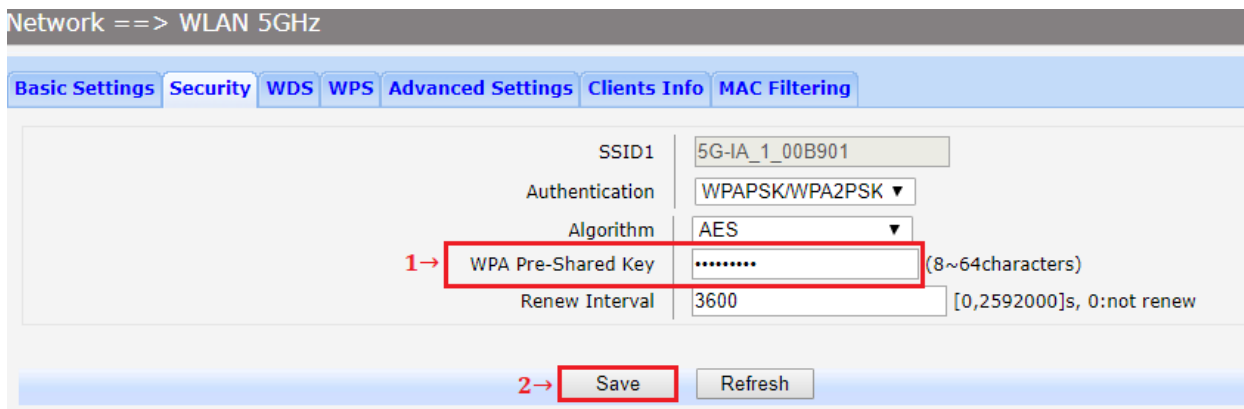 Network ==> WLAN 5GHz
Basic Settings Security WDS WPS Advanced Settings Clients Info MAC Filtering
SSID1 5G-IA_1_00B901
Authentication WPAPSK/WPA2PSK ▼
Algorithm AES ▼
1→ WPA Pre-Shared Key ••••••••• (8~64characters)
Renew Interval 3600 [0,2592000]s, 0:not renew
2→ Save Refresh